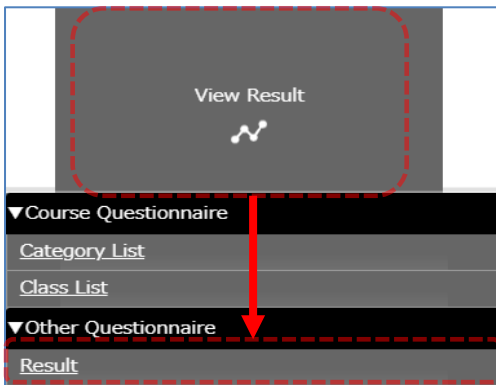 View Result
▼Course Questionnaire
Category List
Class List
▼Other Questionnaire
Result